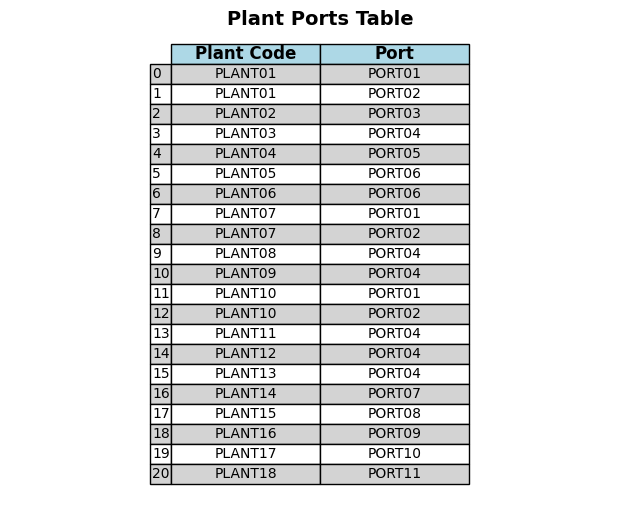 Plant Ports Table
Plant Code Port
0 PLANT01 PORT01
1 PLANT01 PORT02
2 PLANT02 PORT03
3 PLANT03 PORT04
4 PLANT04 PORT05
5 PLANT05 PORT06
6 PLANT06 PORT06
7 PLANT07 PORT01
8 PLANT07 PORT02
9 PLANT08 PORT04
10 PLANT09 PORT04
11 PLANT10 PORT01
12 PLANT10 PORT02
13 PLANT11 PORT04
14 PLANT12 PORT04
15 PLANT13 PORT04
16 PLANT14 PORT07
17 PLANT15 PORT08
18 PLANT16 PORT09
19 PLANT17 PORT10
20 PLANT18 PORT11